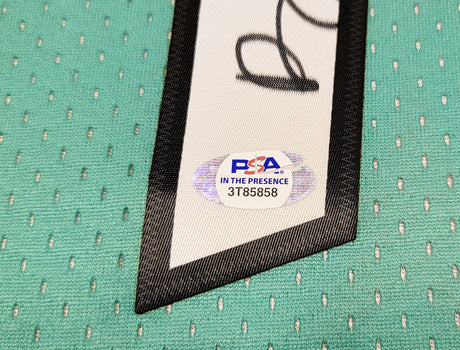 PSA
IN THE PRESENCE
3T85858